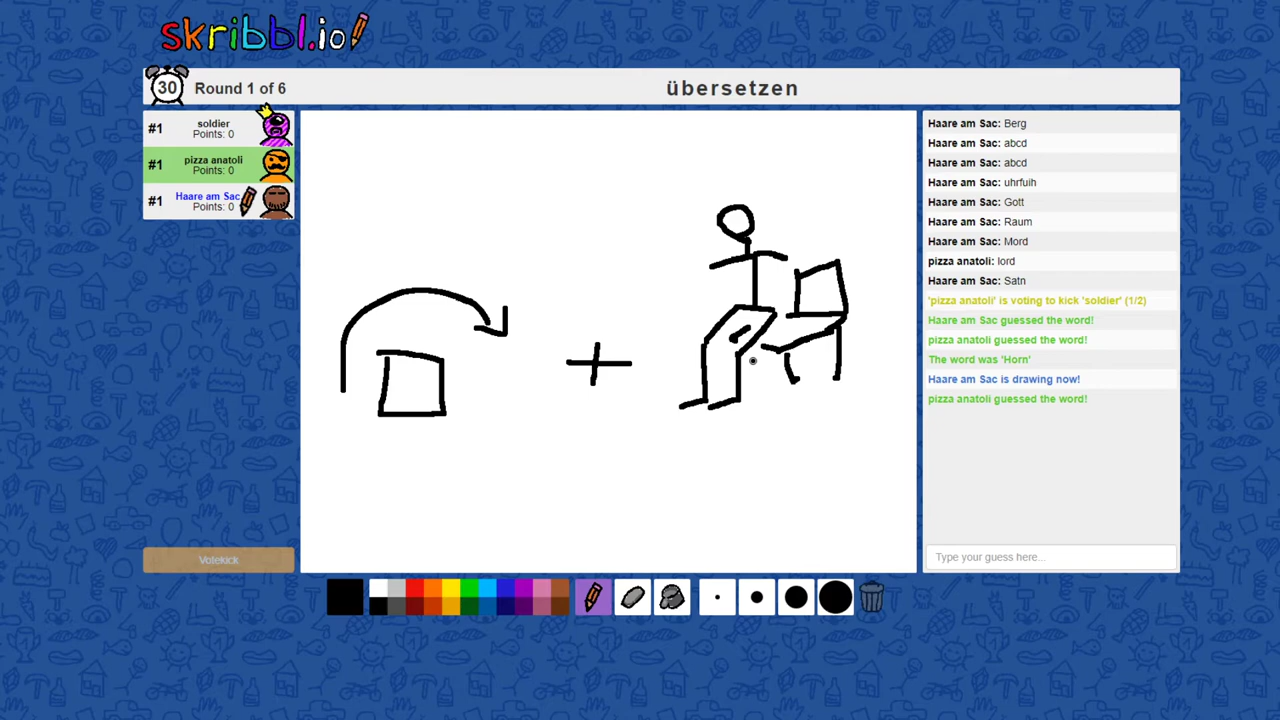 skribbl.io
30
Round 1 of 6
übersetzen
#1
soldier
Points: 0
#1
pizza anatoli
Points: 0
#1
Haare am Sac
Points: 0
Votekick
Haare am Sac: Berg
Haare am Sac: abcd
Haare am Sac: abcd
Haare am Sac: uhrfuih
Haare am Sac: Gott
Haare am Sac: Raum
Haare am Sac: Mord
pizza anatoli: lord
Haare am Sac: Satn
'pizza anatoli' is voting to kick 'soldier' (1/2)
Haare am Sac guessed the word!
pizza anatoli guessed the word!
The word was 'Horn'
Haare am Sac is drawing now!
pizza anatoli guessed the word!
Type your guess here...